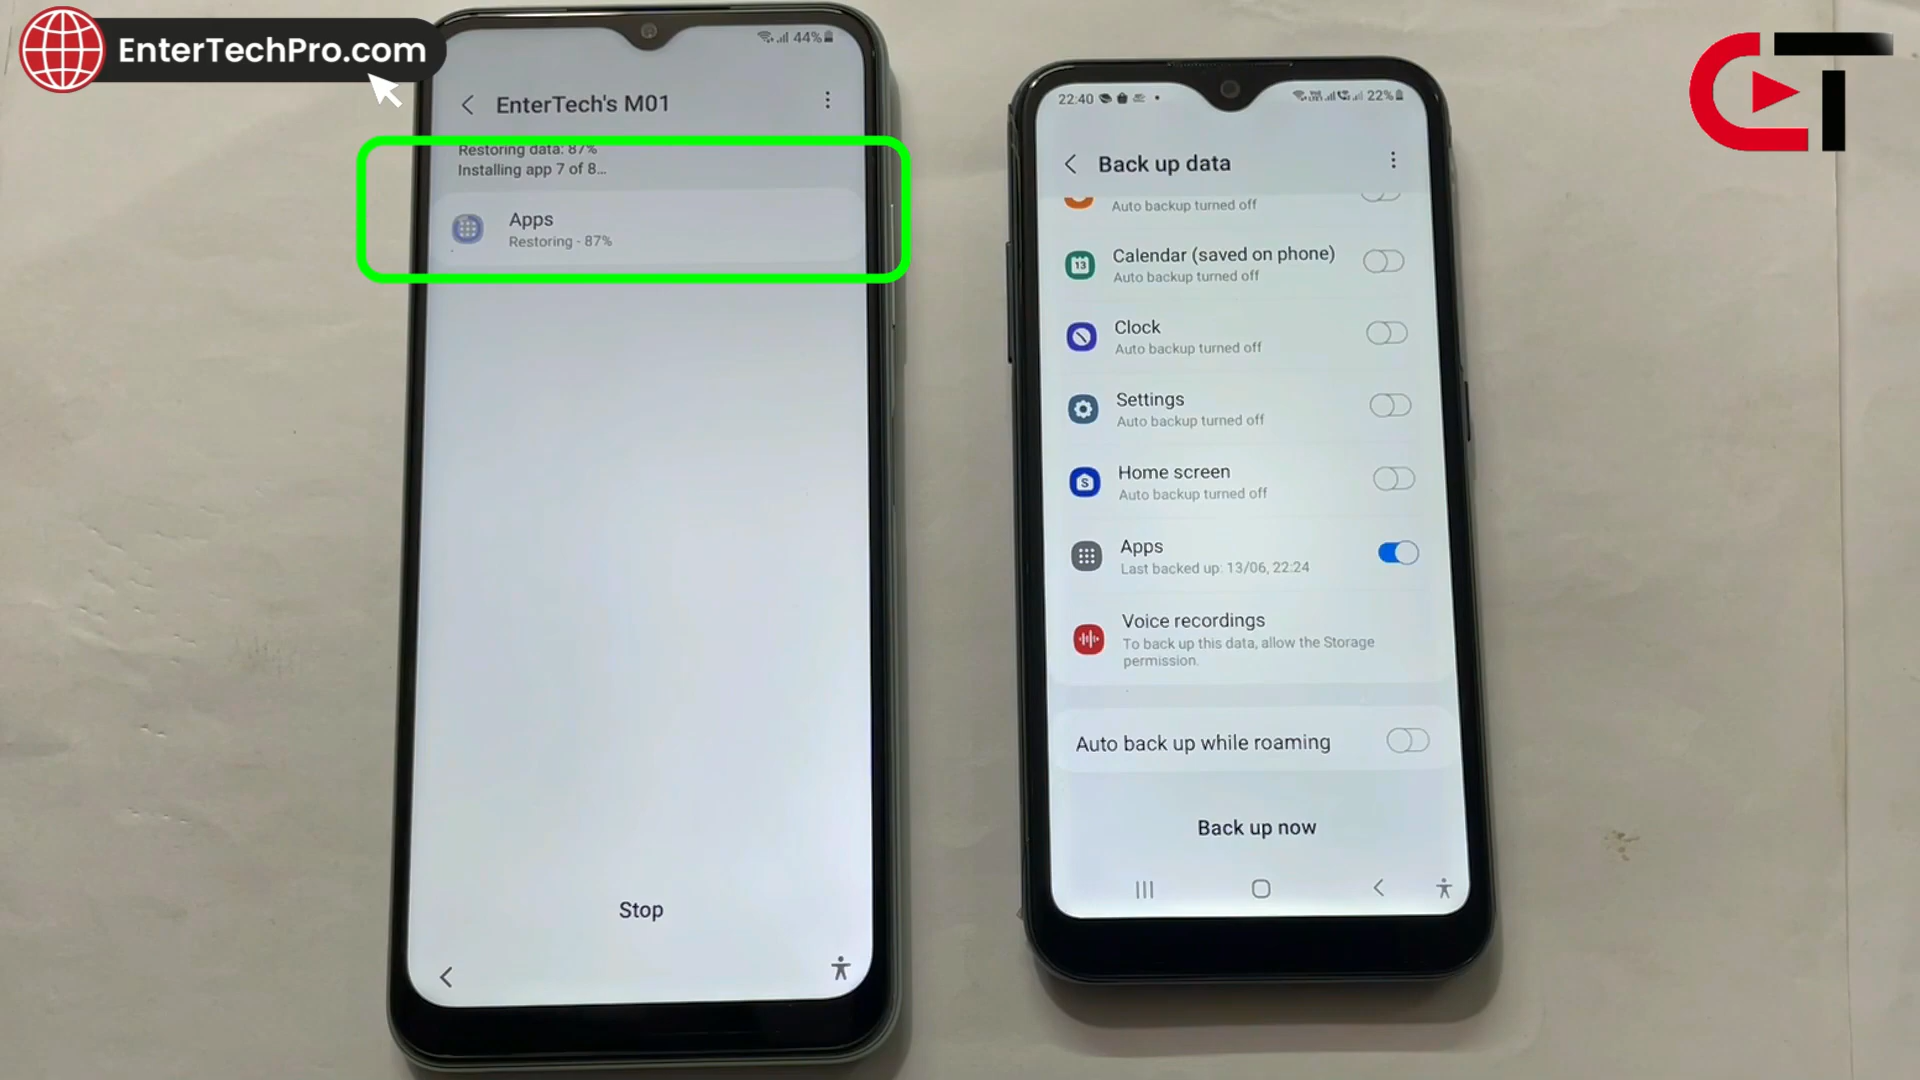 EnterTechPro.com
44%
EnterTech's M01
Restoring data: 87%
Installing app 7 of 8...
Apps
Restoring - 87%
Stop
22:40
22%
Back up data
Auto backup turned off
13
Calendar (saved on phone)
Auto backup turned off
Clock
Auto backup turned off
Settings
Auto backup turned off
S
Home screen
Auto backup turned off
Apps
Last backed up: 13/06, 22:24
Voice recordings
To back up this data, allow the Storage
permission.
Auto back up while roaming
Back up now
ET